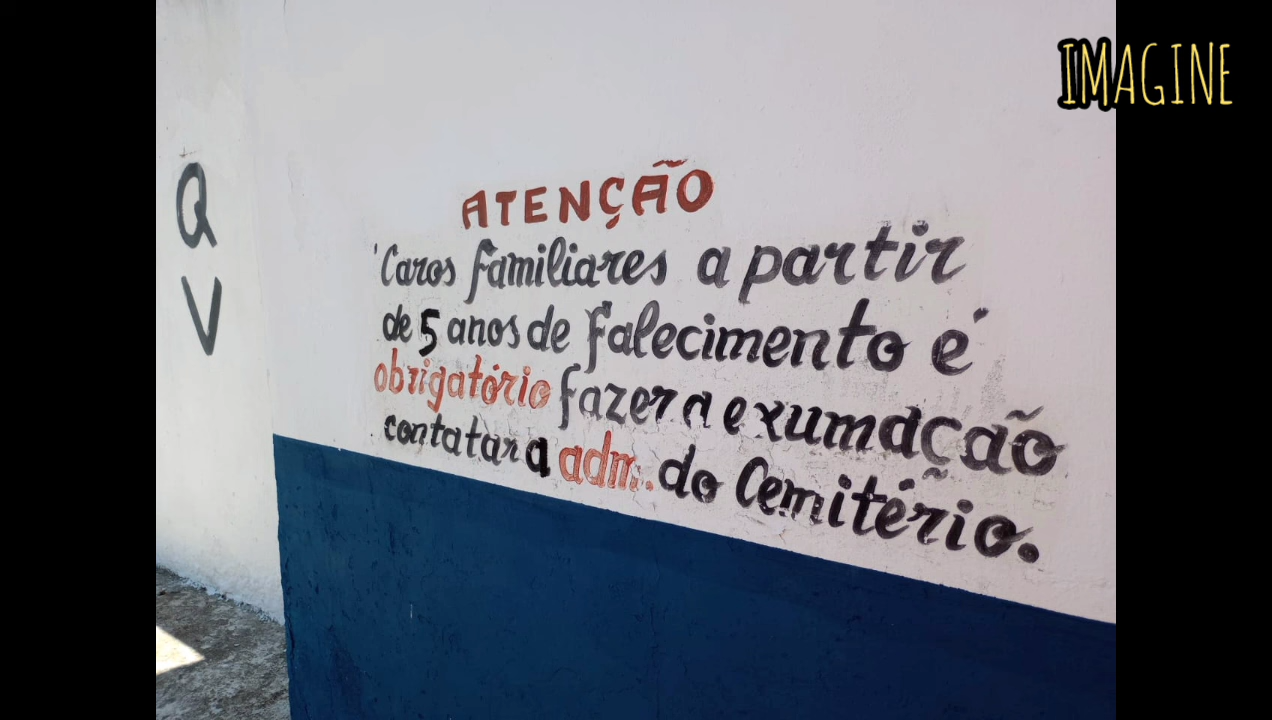 IMAGINE
Q
V
ATENÇÃO
'Caros familiares a partir
de 5 anos de falecimento é
obrigatório fazer a exumação
contatar a adm. do Cemitério.